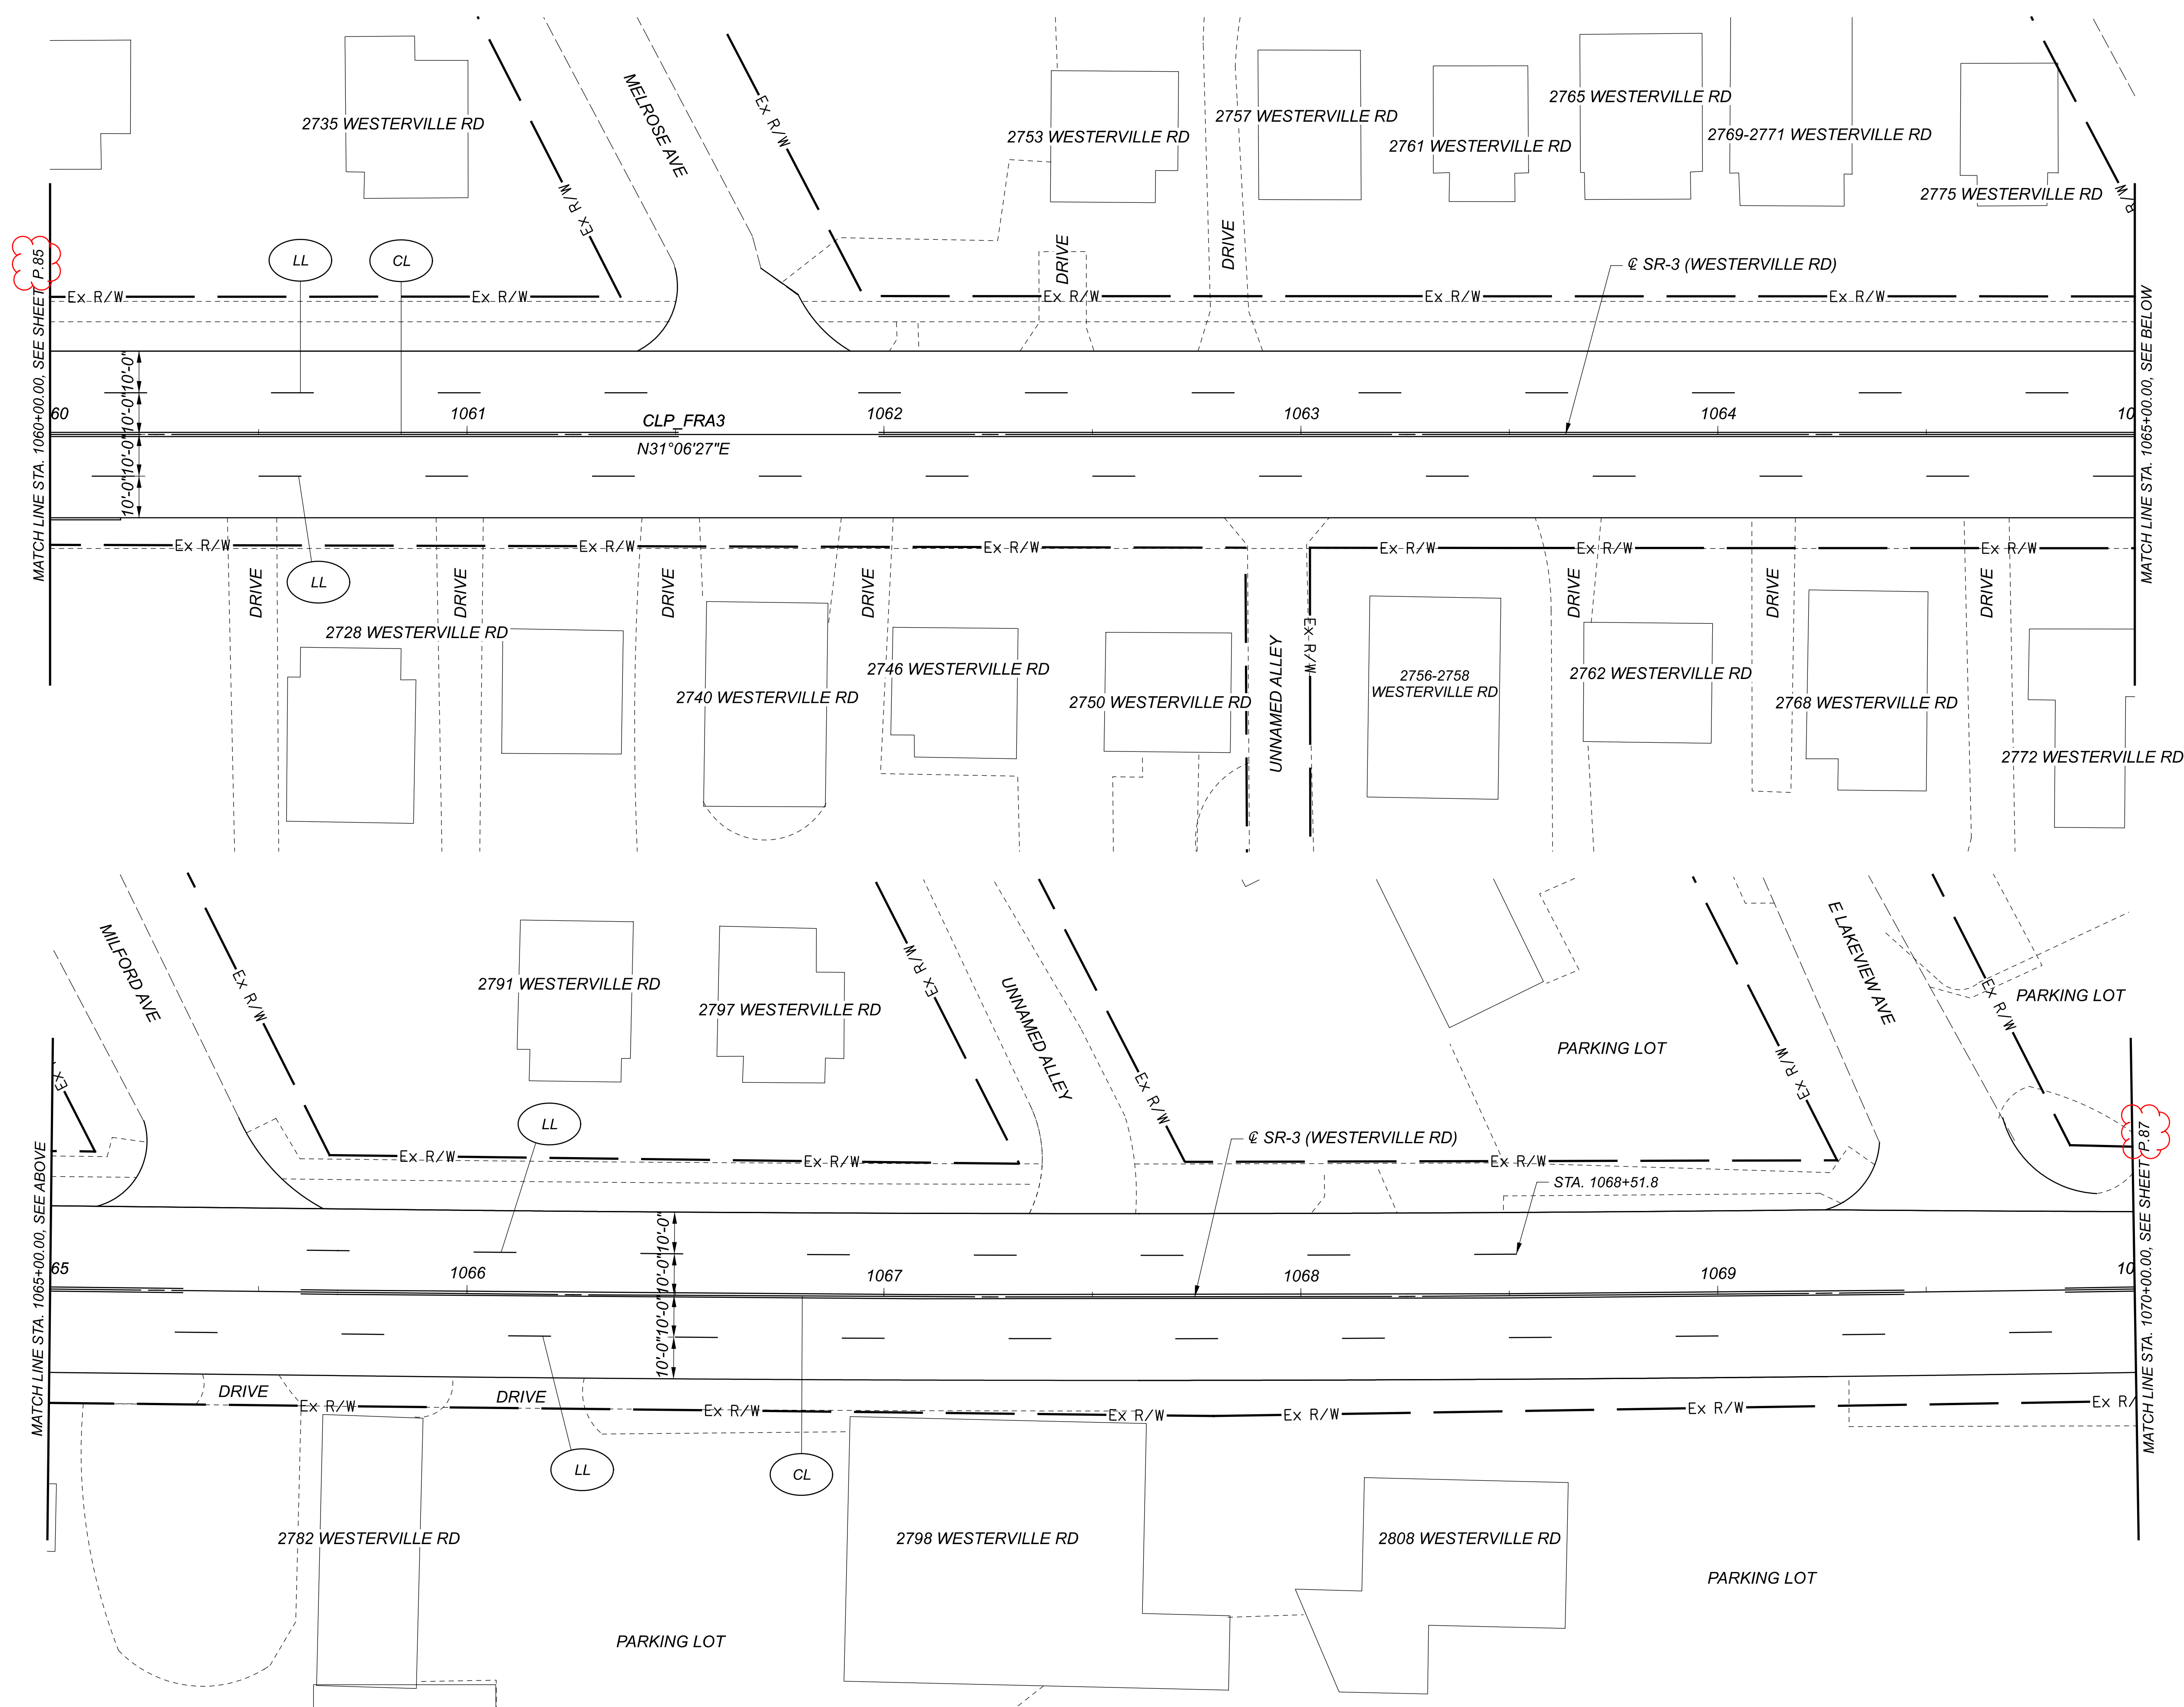 2735 WESTERVILLE RD
MELROSE AVE
Ex R/W
Ex R/W
2753 WESTERVILLE RD
2757 WESTERVILLE RD
2761 WESTERVILLE RD
2765 WESTERVILLE RD
2769-2771 WESTERVILLE RD
2775 WESTERVILLE RD
R/W
MATCH LINE STA. 1060+00.00, SEE SHEET P.85
LL
CL
DRIVE
DRIVE
℄ SR-3 (WESTERVILLE RD)
Ex R/W
Ex R/W
Ex R/W
Ex R/W
Ex R/W
MATCH LINE STA. 1065+00.00, SEE BELOW
10'-0"
10'-0"
10'-0"
10'-0"
60
1061
CLP_FRA3
1062
1063
1064
10
N31°06'27"E
Ex R/W
Ex R/W
Ex R/W
Ex R/W
Ex R/W
Ex R/W
LL
DRIVE
DRIVE
DRIVE
DRIVE
UNNAMED ALLEY
Ex R/W
DRIVE
DRIVE
DRIVE
2728 WESTERVILLE RD
2740 WESTERVILLE RD
2746 WESTERVILLE RD
2750 WESTERVILLE RD
2756-2758
WESTERVILLE RD
2762 WESTERVILLE RD
2768 WESTERVILLE RD
2772 WESTERVILLE RD
MILFORD AVE
Ex R/W
2791 WESTERVILLE RD
2797 WESTERVILLE RD
Ex R/W
UNNAMED ALLEY
Ex R/W
PARKING LOT
Ex R/W
E LAKEVIEW AVE
Ex R/W
PARKING LOT
MATCH LINE STA. 1065+00.00, SEE ABOVE
Ex
LL
Ex R/W
Ex R/W
℄ SR-3 (WESTERVILLE RD)
Ex R/W
STA. 1068+51.8
MATCH LINE STA. 1070+00.00, SEE SHEET P.87
10'-0"
10'-0"
10'-0"
10'-0"
65
1066
1067
1068
1069
10
DRIVE
DRIVE
Ex R/W
Ex R/W
Ex R/W
Ex R/W
Ex R/W
Ex R/
LL
CL
2782 WESTERVILLE RD
2798 WESTERVILLE RD
2808 WESTERVILLE RD
PARKING LOT
PARKING LOT